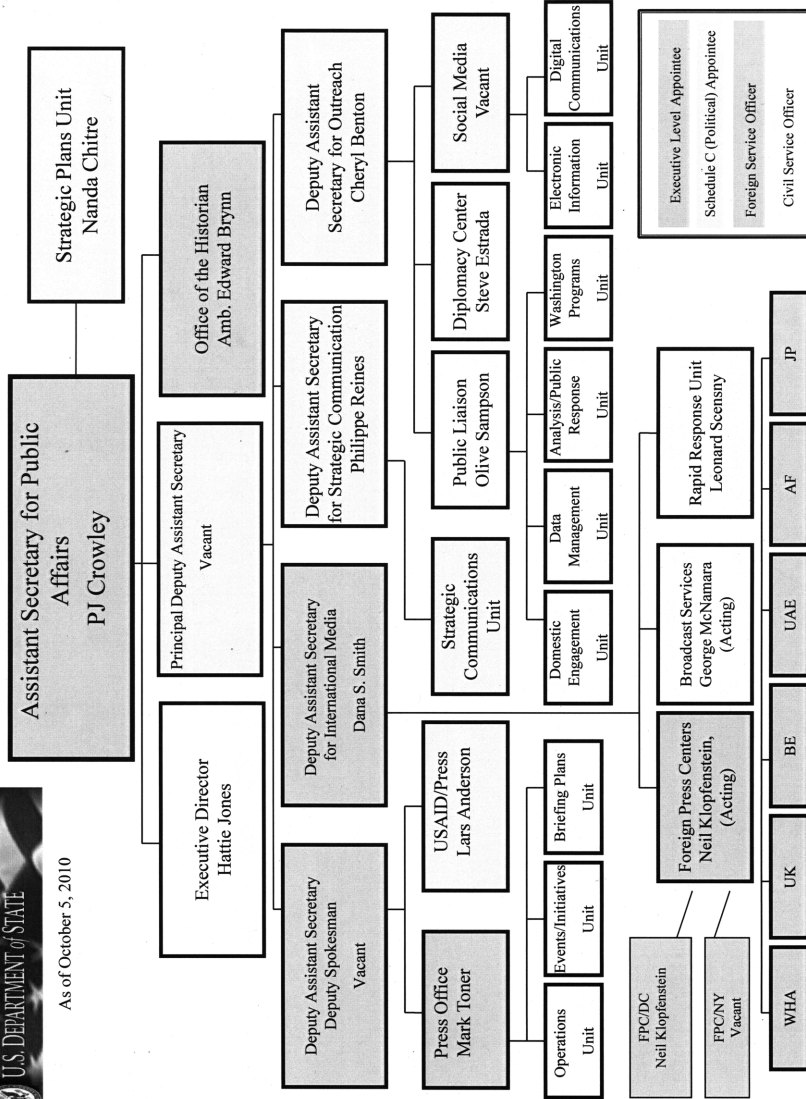 U.S. DEPARTMENT of STATE
As of October 5, 2010
Assistant Secretary for Public
Affairs
PJ Crowley
Strategic Plans Unit
Nanda Chitre
Executive Director
Hattie Jones
Principal Deputy Assistant Secretary
Vacant
Office of the Historian
Amb. Edward Brynn
Deputy Assistant Secretary
Deputy Spokesman
Vacant
Deputy Assistant Secretary
for International Media
Dana S. Smith
Deputy Assistant Secretary
for Strategic Communication
Philippe Reines
Deputy Assistant
Secretary for Outreach
Cheryl Benton
Press Office
Mark Toner
USAID/Press
Lars Anderson
Strategic
Communications
Unit
Public Liaison
Olive Sampson
Diplomacy Center
Steve Estrada
Social Media
Vacant
Operations
Unit
Events/Initiatives
Unit
Briefing Plans
Unit
Domestic
Engagement
Unit
Data
Management
Unit
Analysis/Public
Response
Unit
Washington
Programs
Unit
Electronic
Information
Unit
Digital
Communications
Unit
FPC/DC
Neil Klopfenstein
FPC/NY
Vacant
Foreign Press Centers
Neil Klopfenstein,
(Acting)
Broadcast Services
George McNamara
(Acting)
Rapid Response Unit
Leonard Scensny
WHA
UK
BE
UAE
AF
JP
Executive Level Appointee
Schedule C (Political) Appointee
Foreign Service Officer
Civil Service Officer